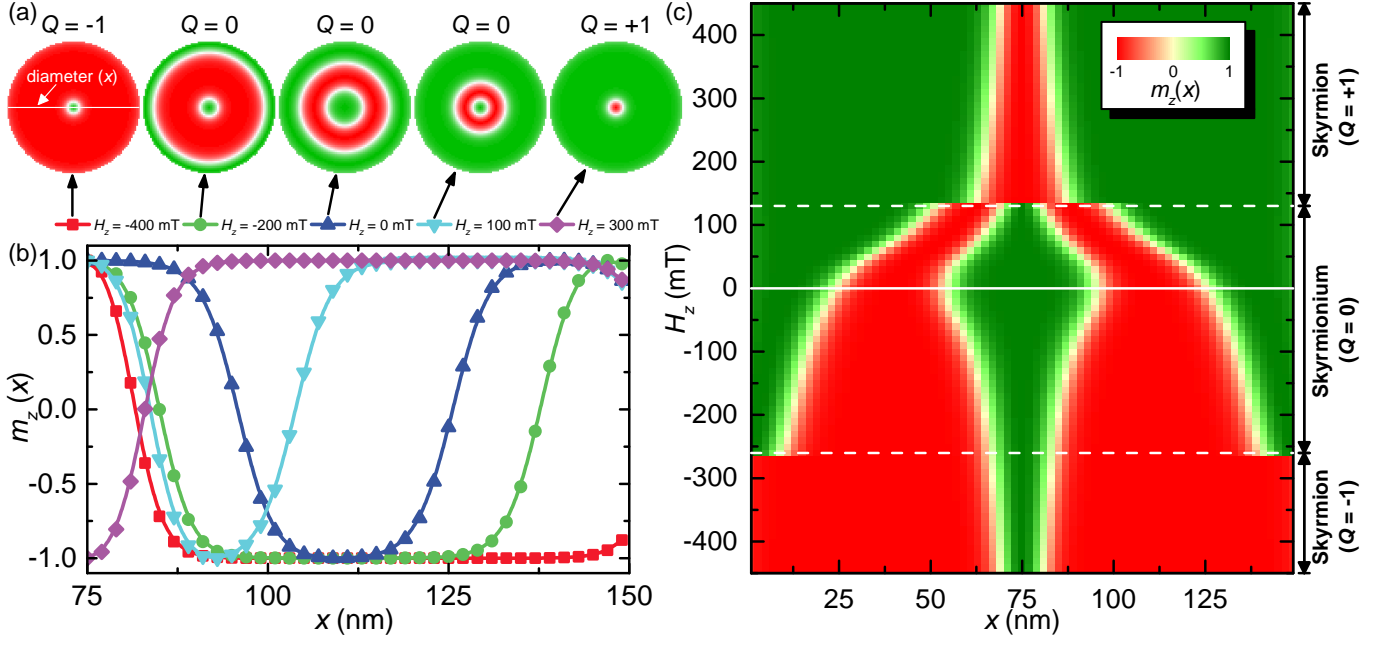 (a)
Q = -1
Q = 0
Q = 0
Q = 0
Q = +1
diameter (x)
H_z = -400 mT
H_z = -200 mT
H_z = 0 mT
H_z = 100 mT
H_z = 300 mT
(b)
1.0
0.5
0.0
-0.5
-1.0
m_z(x)
75
100
125
150
x (nm)
(c)
400
300
200
100
0
-100
-200
-300
-400
H_z (mT)
25
50
75
100
125
x (nm)
-1
0
1
m_z(x)
Skyrmion
(Q = +1)
Skyrmionium
(Q = 0)
Skyrmion
(Q = -1)